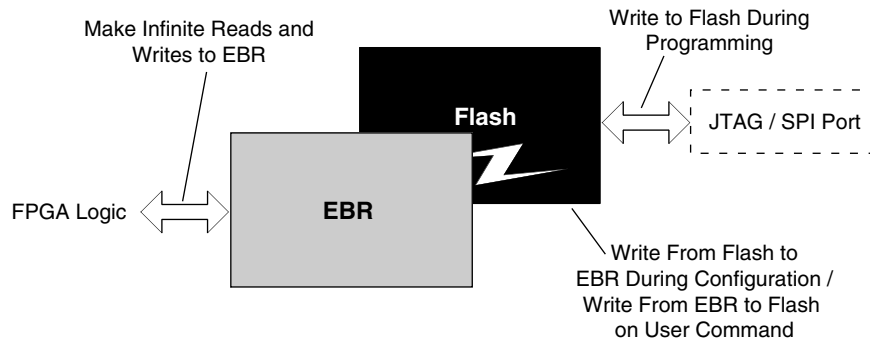 Make Infinite Reads and
Writes to EBR
Write to Flash During
Programming
Flash
JTAG / SPI Port
FPGA Logic
EBR
Write From Flash to
EBR During Configuration /
Write From EBR to Flash
on User Command